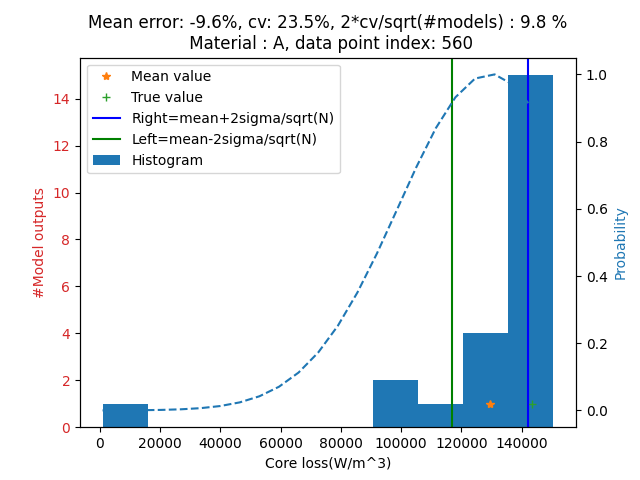 Mean error: -9.6%, cv: 23.5%, 2*cv/sqrt(#models) : 9.8 %
Material : A, data point index: 560
Mean value
True value
Right=mean+2sigma/sqrt(N)
Left=mean-2sigma/sqrt(N)
Histogram
#Model outputs
0
2
4
6
8
10
12
14
Probability
0.0
0.2
0.4
0.6
0.8
1.0
0
20000
40000
60000
80000
100000
120000
140000
Core loss(W/m^3)